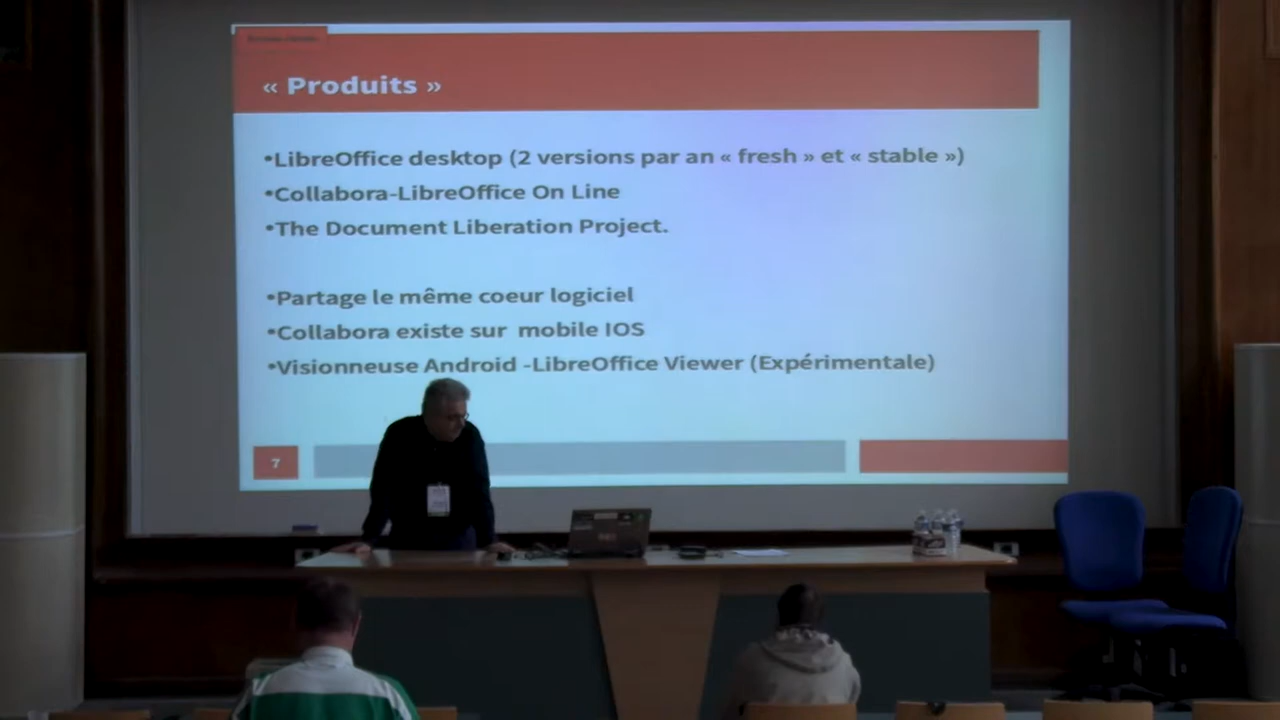 « Produits »
•LibreOffice desktop (2 versions par an « fresh » et « stable »)
•Collabora-LibreOffice On Line
•The Document Liberation Project.
•Partage le même coeur logiciel
•Collabora existe sur  mobile IOS
•Visionneuse Android -LibreOffice Viewer (Expérimentale)
7